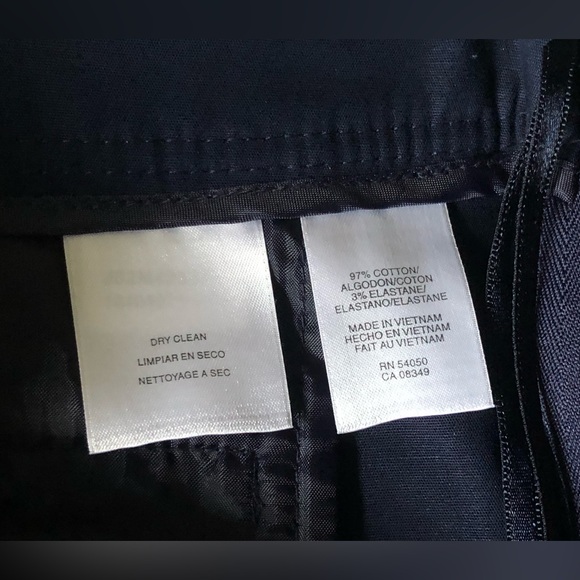 DRY CLEAN
LIMPIAR EN SECO
NETTOYAGE A SEC
97% COTTON/
ALGODON/COTON
3% ELASTANE/
ELASTANO/ELASTANE
MADE IN VIETNAM
HECHO EN VIETNAM
FAIT AU VIETNAM
RN 54050
CA 08349